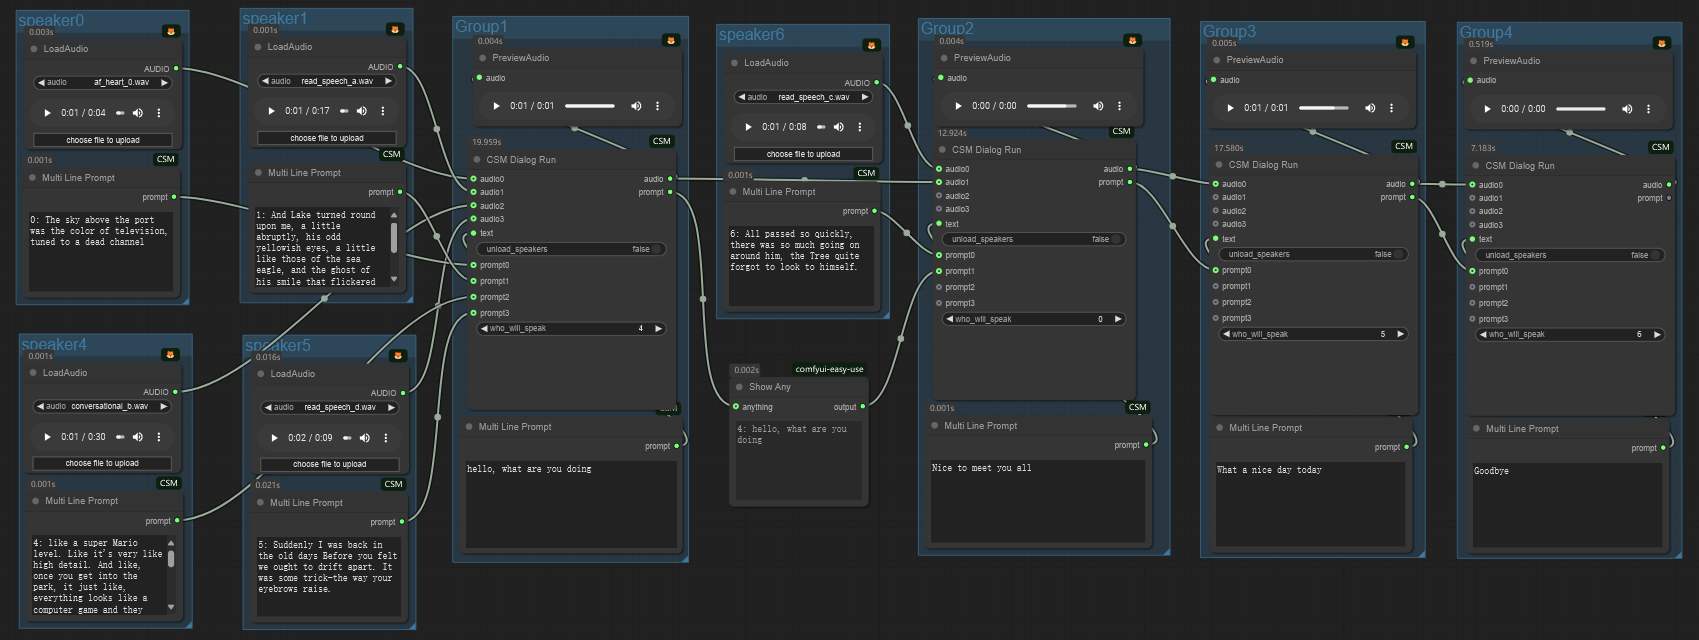 speaker0
0.003s
LoadAudio
AUDIO
audio af_heart_0.wav
0:01 / 0:04
choose file to upload
0.001s
CSM
Multi Line Prompt
prompt
0: The sky above the port
was the color of television,
tuned to a dead channel
speaker1
0.001s
LoadAudio
AUDIO
audio read_speech_a.wav
0:01 / 0:17
choose file to upload
CSM
Multi Line Prompt
prompt
1: And Lake turned round
upon me, a little
abruptly, his odd
yellowish eyes, a little
like those of the sea
eagle, and the ghost of
his smile that flickered
speaker4
0.001s
LoadAudio
AUDIO
audio conversational_b.wav
0:01 / 0:30
choose file to upload
0.001s
CSM
Multi Line Prompt
prompt
4: like a super Mario
level. Like it's very like
high detail. And like,
once you get into the
park, it just like,
everything looks like a
computer game and they
speaker5
0.016s
LoadAudio
AUDIO
audio read_speech_d.wav
0:02 / 0:09
choose file to upload
0.021s
CSM
Multi Line Prompt
prompt
5: Suddenly I was back in
the old days Before you felt
we ought to drift apart. It
was some trick—the way your
eyebrows raise.
Group1
0.004s
PreviewAudio
audio
0:01 / 0:01
19.959s
CSM
CSM Dialog Run
audio0
audio
audio1
prompt
audio2
audio3
text
unload_speakers false
prompt0
prompt1
prompt2
prompt3
who_will_speak 4
CSM
Multi Line Prompt
prompt
hello, what are you doing
speaker6
LoadAudio
AUDIO
audio read_speech_c.wav
0:01 / 0:08
choose file to upload
0.001s
CSM
Multi Line Prompt
prompt
6: All passed so quickly,
there was so much going on
around him, the Tree quite
forgot to look to himself.
0.002s
comfyui-easy-use
Show Any
anything
output
4: hello, what are you
doing
Group2
0.004s
PreviewAudio
audio
0:00 / 0:00
12.924s
CSM
CSM Dialog Run
audio0
audio
audio1
prompt
audio2
audio3
text
unload_speakers false
prompt0
prompt1
prompt2
prompt3
who_will_speak 0
0.001s
CSM
Multi Line Prompt
prompt
Nice to meet you all
Group3
0.005s
PreviewAudio
audio
0:01 / 0:01
17.580s
CSM
CSM Dialog Run
audio0
audio
audio1
prompt
audio2
audio3
text
unload_speakers false
prompt0
prompt1
prompt2
prompt3
who_will_speak 5
Multi Line Prompt
prompt
What a nice day today
Group4
0.519s
PreviewAudio
audio
0:00 / 0:00
7.183s
CSM
CSM Dialog Run
audio0
audio
audio1
prompt
audio2
audio3
text
unload_speakers false
prompt0
prompt1
prompt2
prompt3
who_will_speak 6
Multi Line Prompt
prompt
Goodbye